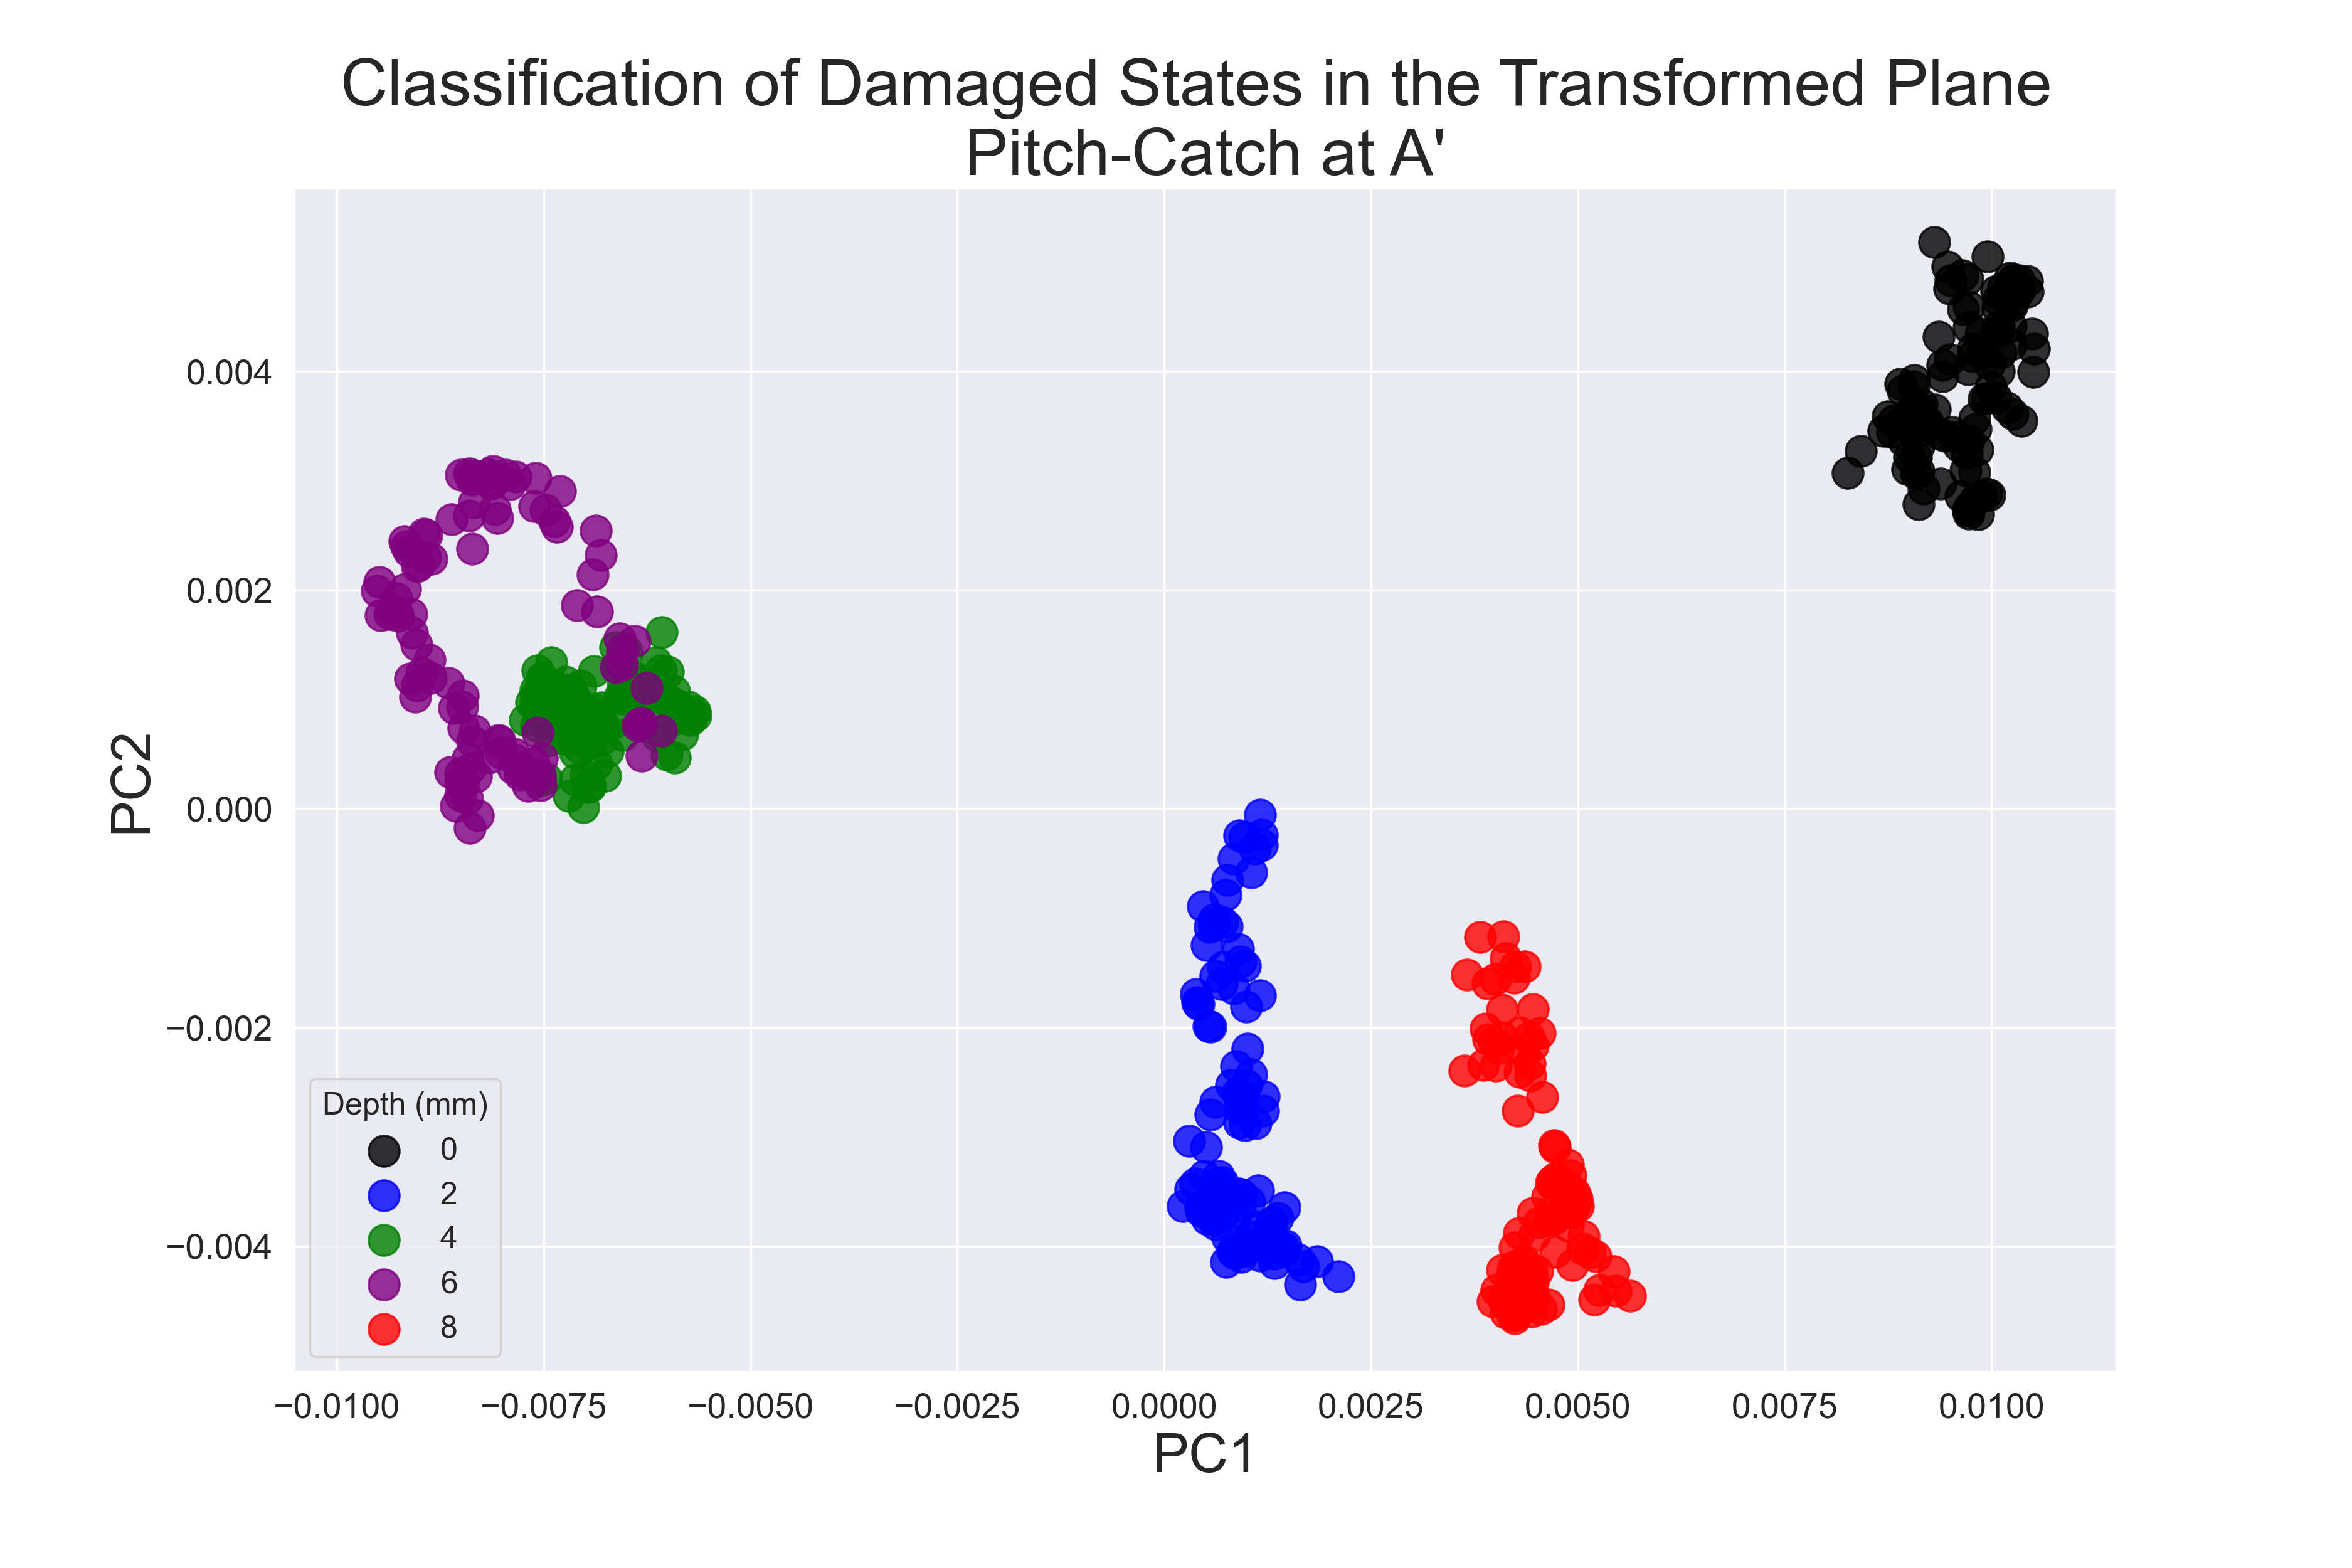 Classification of Damaged States in the Transformed Plane
Pitch-Catch at A'
PC2
0.004
0.002
0.000
−0.002
−0.004
Depth (mm)
0
2
4
6
8
−0.0100 −0.0075 −0.0050 −0.0025 0.0000 0.0025 0.0050 0.0075 0.0100
PC1